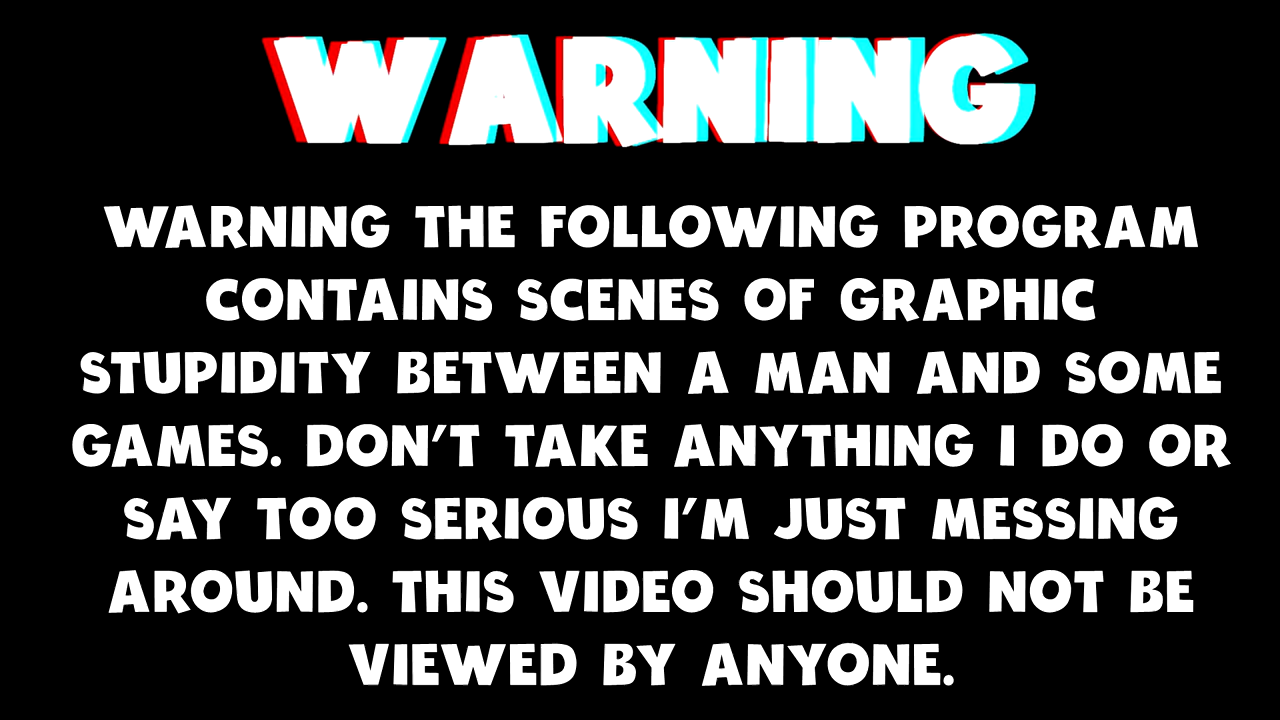 WARNING
WARNING THE FOLLOWING PROGRAM
CONTAINS SCENES OF GRAPHIC
STUPIDITY BETWEEN A MAN AND SOME
GAMES. DON'T TAKE ANYTHING I DO OR
SAY TOO SERIOUS I'M JUST MESSING
AROUND. THIS VIDEO SHOULD NOT BE
VIEWED BY ANYONE.